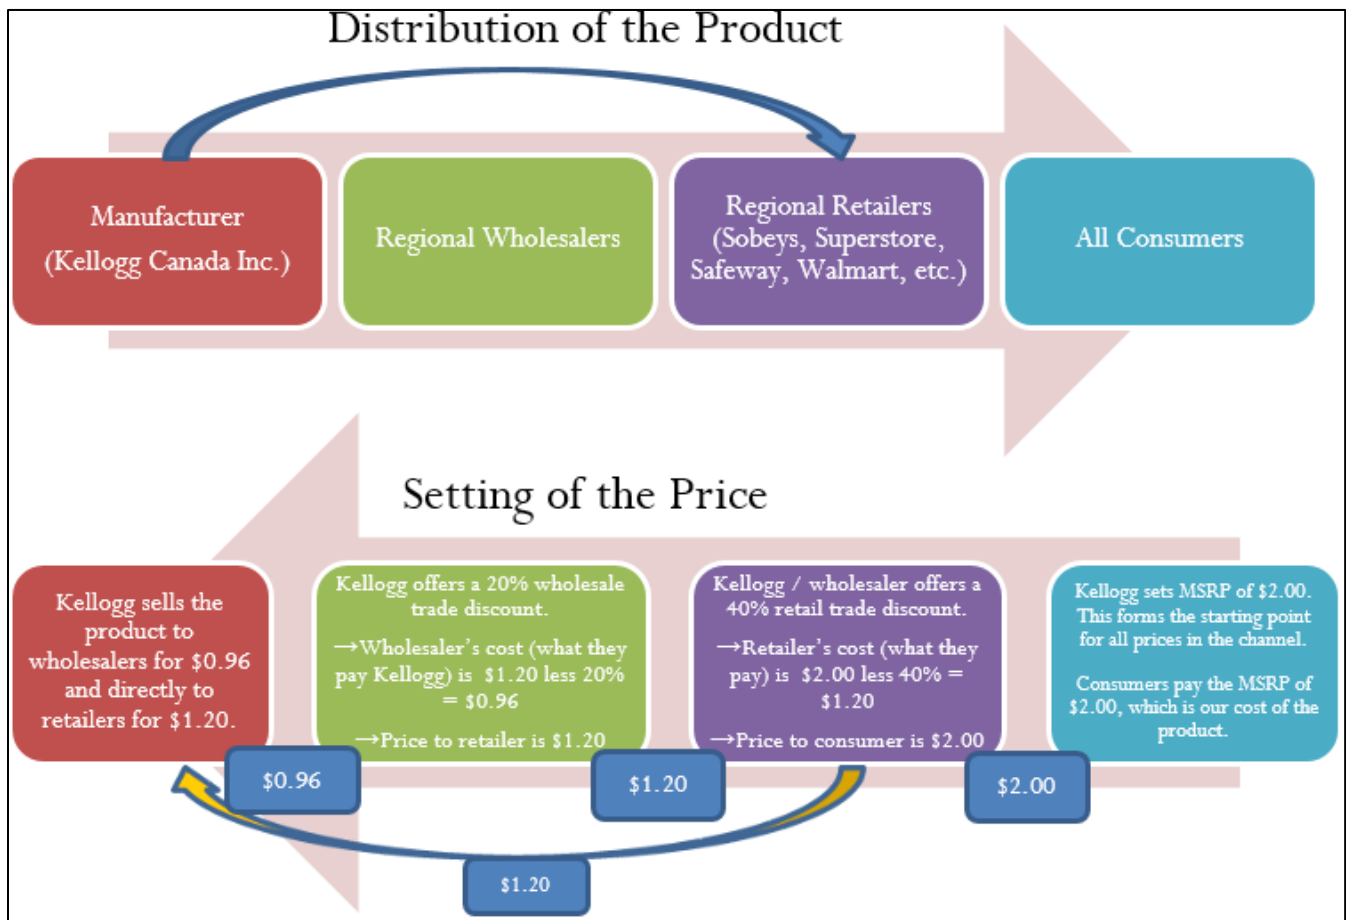 Distribution of the Product
Manufacturer
(Kellogg Canada Inc.)
Regional Wholesalers
Regional Retailers
(Sobeys, Superstore,
Safeway, Walmart, etc.)
All Consumers
Setting of the Price
Kellogg sells the
product to
wholesalers for $0.96
and directly to
retailers for $1.20.
Kellogg offers a 20% wholesale
trade discount.
→Wholesaler’s cost (what they
pay Kellogg) is $1.20 less 20%
= $0.96
→Price to retailer is $1.20
Kellogg / wholesaler offers a
40% retail trade discount.
→Retailer’s cost (what they
pay) is $2.00 less 40% =
$1.20
→Price to consumer is $2.00
Kellogg sets MSRP of $2.00.
This forms the starting point
for all prices in the channel.
Consumers pay the MSRP of
$2.00, which is our cost of the
product.
$0.96
$1.20
$2.00
$1.20